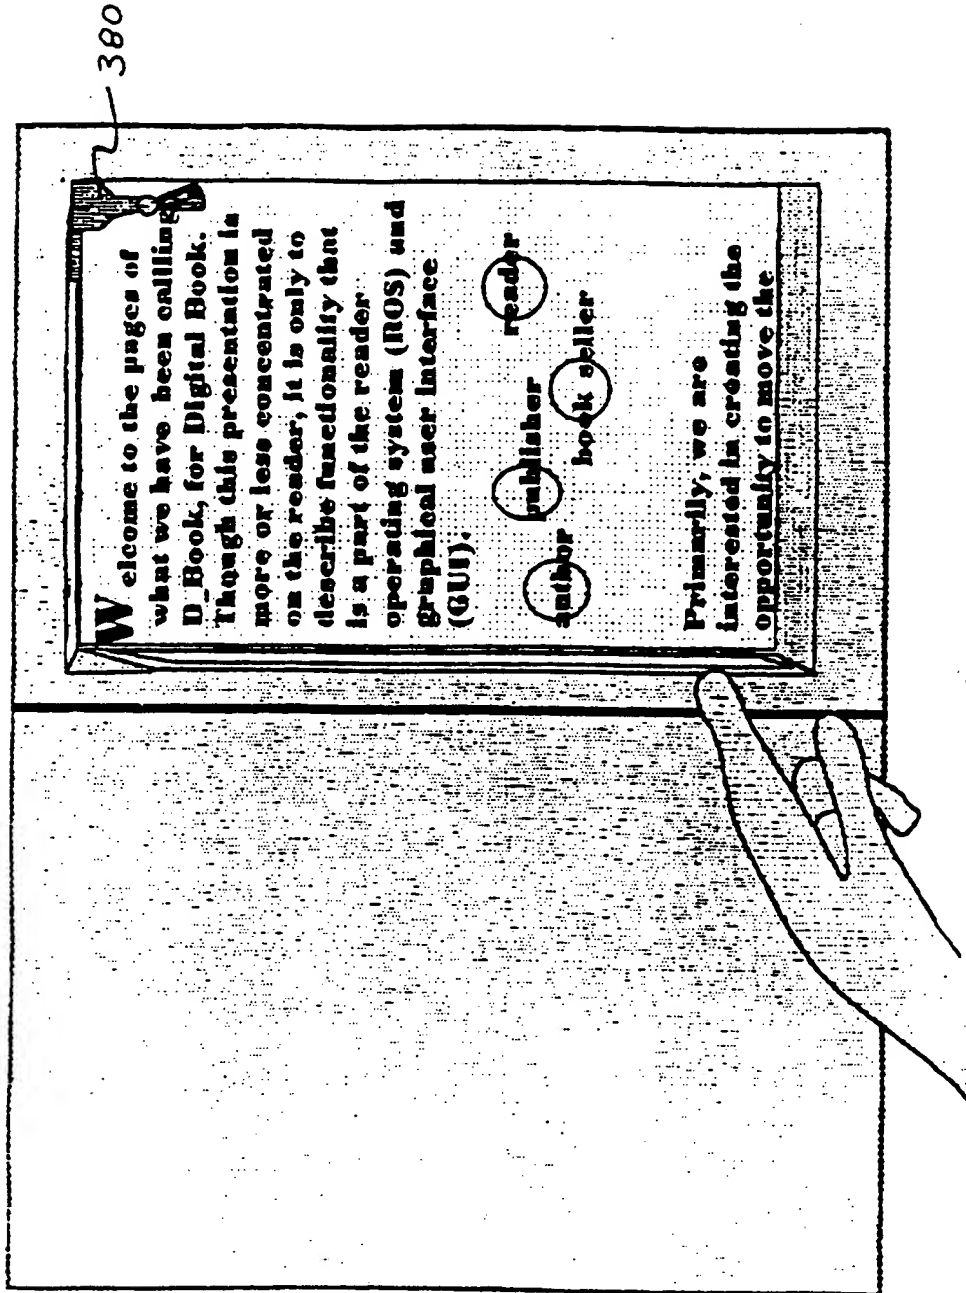 380
Welcome to the pages of
what we have been callling
D_Book, for Digital Book.
Though this presentation is
more or less concentrated
on the reader, it is only to
describe functionality that
is a part of the reader
operating system (ROS) and
graphical user interface
(GUI).
author publisher book seller reader
Primarily, we are
interested in creating the
opportunity to move the